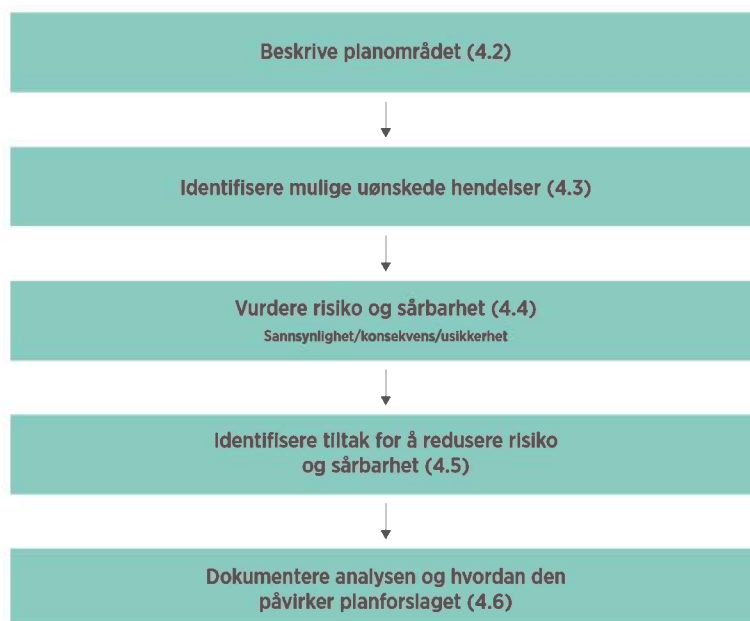 Beskrive planområdet (4.2)
Identifisere mulige uønskede hendelser (4.3)
Vurdere risiko og sårbarhet (4.4)
Sannsynlighet/konsekvens/usikkerhet
Identifisere tiltak for å redusere risiko
og sårbarhet (4.5)
Dokumentere analysen og hvordan den
påvirker planforslaget (4.6)